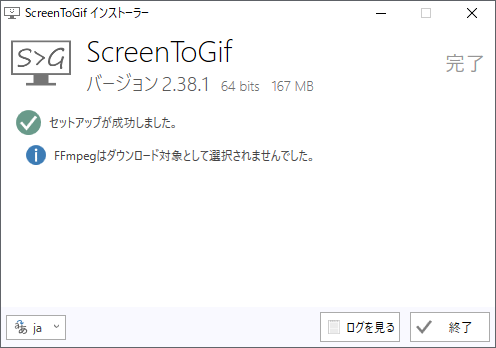 ScreenToGif インストーラー
S>G
ScreenToGif
バージョン 2.38.1 64 bits 167 MB
完了
セットアップが成功しました。
FFmpegはダウンロード対象として選択されませんでした。
ja
ログを見る
終了